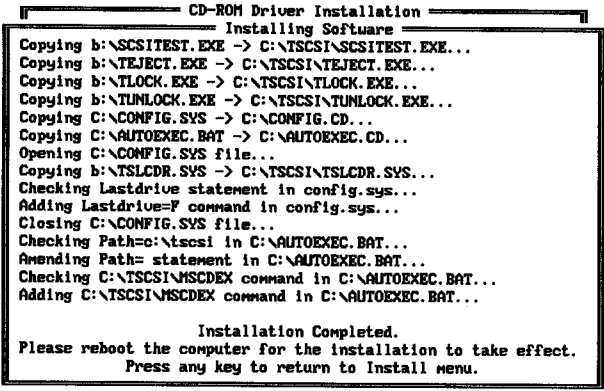 CD-ROM Driver Installation
Installing Software
Copying b:\SCSITEST.EXE -> C:\TSCSI\SCSITEST.EXE...
Copying b:\TEJECT.EXE -> C:\TSCSI\TEJECT.EXE...
Copying b:\TLOCK.EXE -> C:\TSCSI\TLOCK.EXE...
Copying b:\TUNLOCK.EXE -> C:\TSCSI\TUNLOCK.EXE...
Copying C:\CONFIG.SYS -> C:\CONFIG.CD...
Copying C:\AUTOEXEC.BAT -> C:\AUTOEXEC.CD...
Opening C:\CONFIG.SYS file...
Copying b:\TSLCDR.SYS -> C:\TSCSI\TSLCDR.SYS...
Checking Lastdrive statement in config.sys...
Adding Lastdrive=F command in config.sys...
Closing C:\CONFIG.SYS file...
Checking Path=c:\tscsi in C:\AUTOEXEC.BAT...
Amending Path= statement in C:\AUTOEXEC.BAT...
Checking C:\TSCSI\MSCDEX command in C:\AUTOEXEC.BAT...
Adding C:\TSCSI\MSCDEX command in C:\AUTOEXEC.BAT...
Installation Completed.
Please reboot the computer for the installation to take effect.
Press any key to return to Install menu.